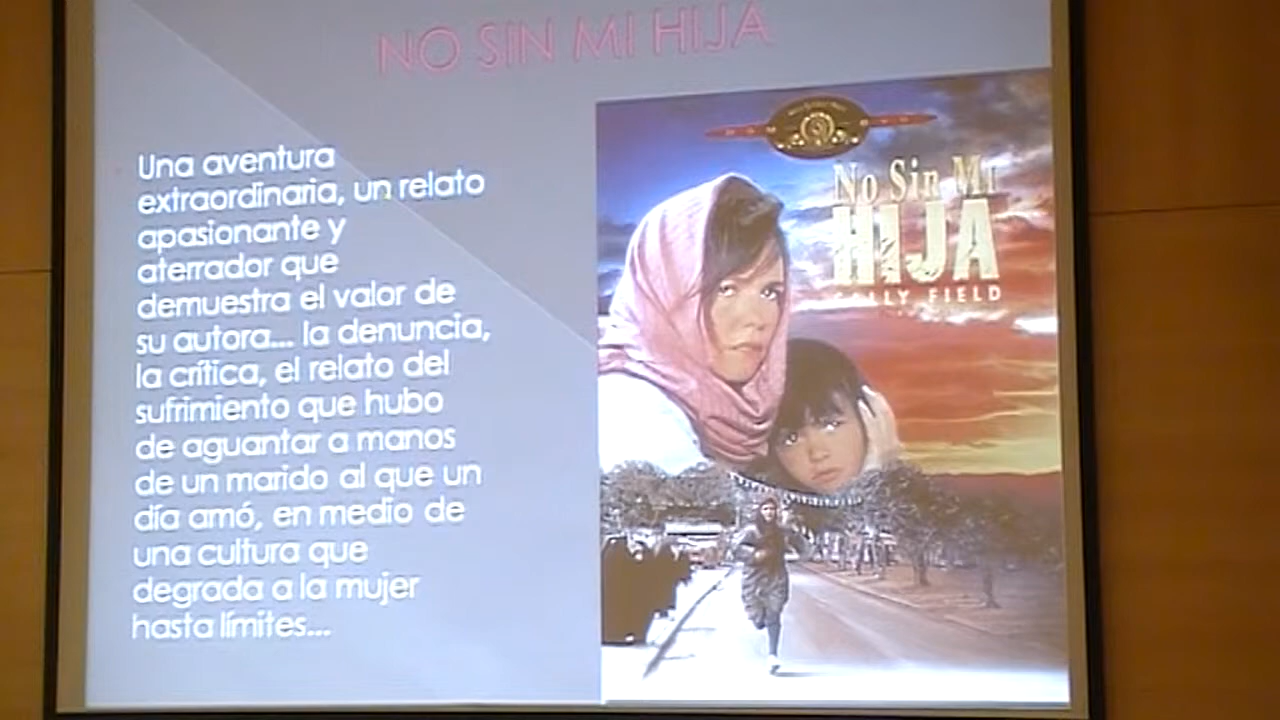 NO SIN MI HIJA
Una aventura
extraordinaria, un relato
apasionante y
aterrador que
demuestra el valor de
su autora... la denuncia,
la crítica, el relato del
sufrimiento que hubo
de aguantar a manos
de un marido al que un
día amó, en medio de
una cultura que
degrada a la mujer
hasta límites...
No Sin Mi
HIJA
SALLY FIELD